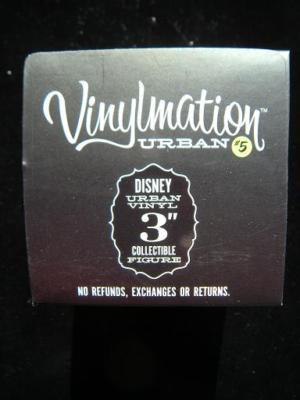 Vinylmation™
URBAN #5
DISNEY
URBAN
VINYL
3"
COLLECTIBLE
FIGURE
NO REFUNDS, EXCHANGES OR RETURNS.